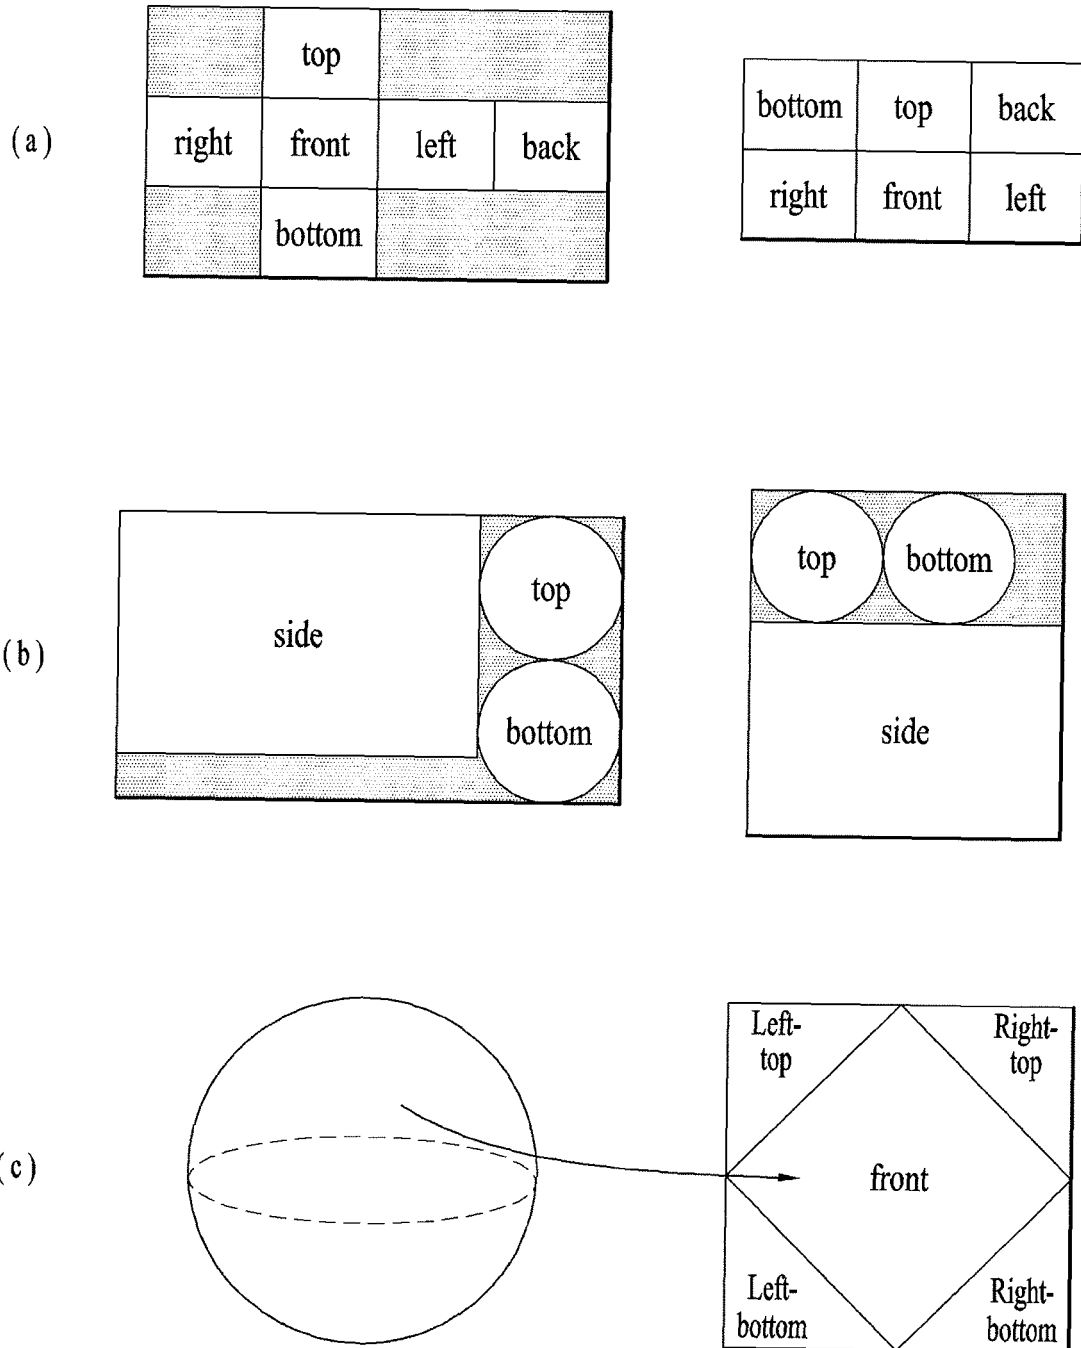 (a)
top
right front left back
bottom
bottom top back
right front left
(b)
side
top
bottom
top bottom
side
(c)
Left-
top
Right-
top
front
Left-
bottom
Right-
bottom